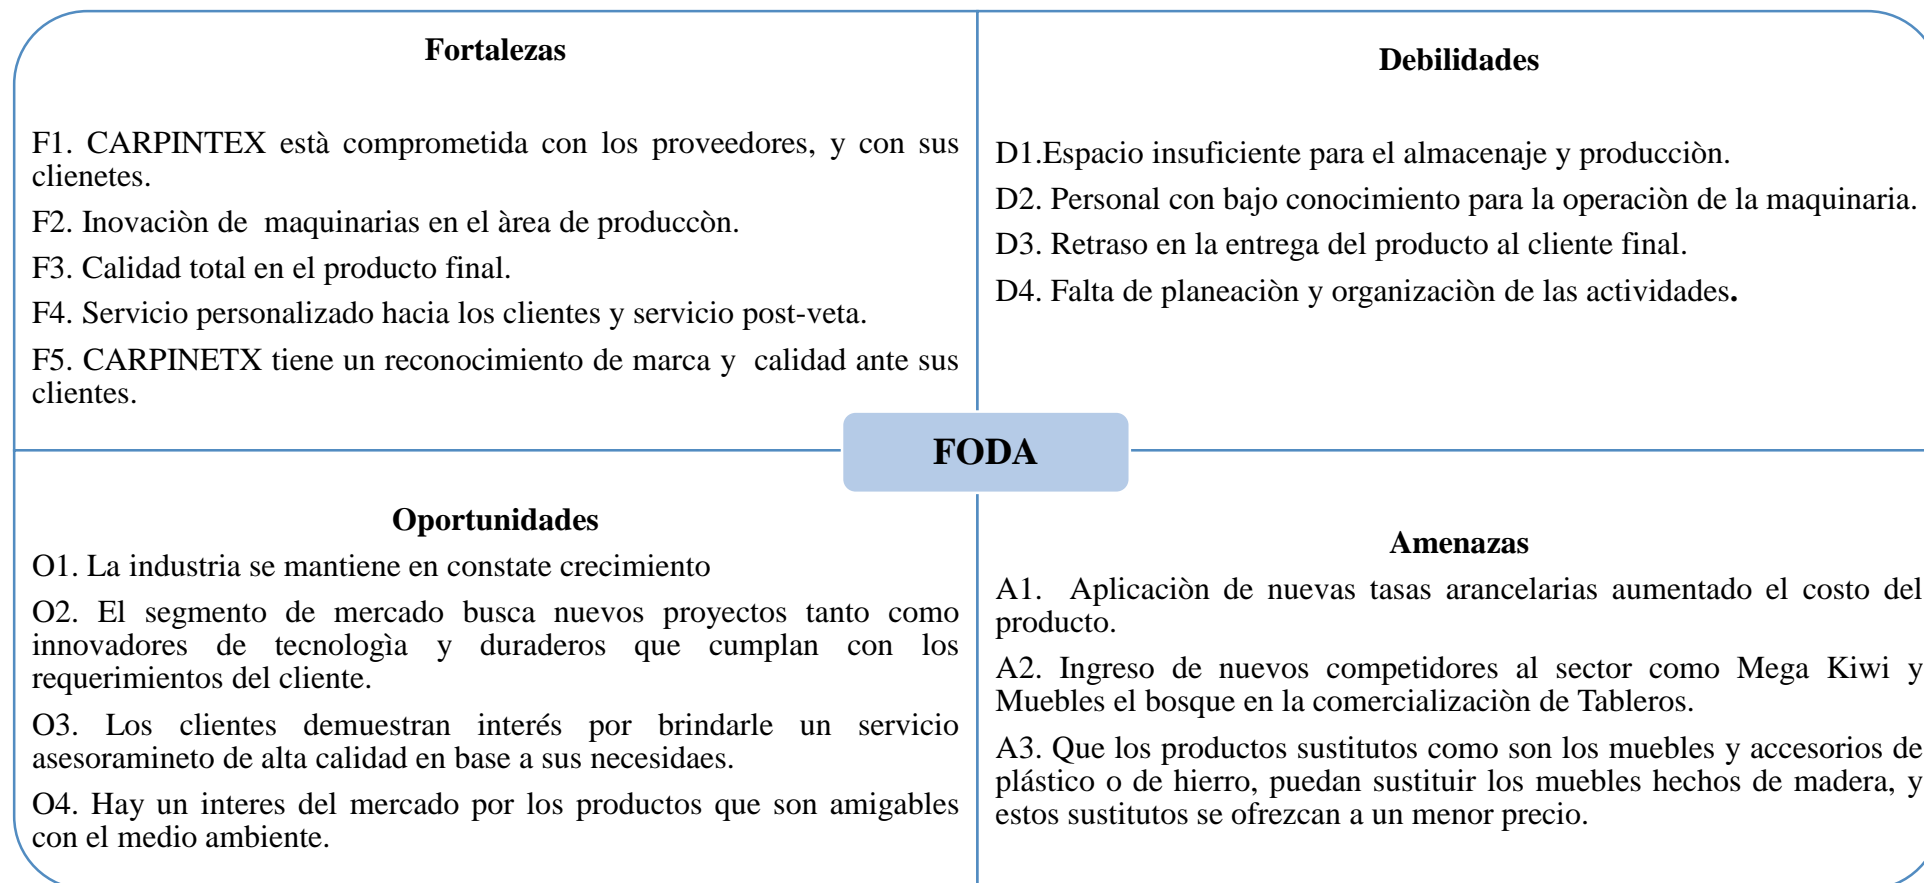 Fortalezas
F1. CARPINTEX està comprometida con los proveedores, y con sus
clienetes.
F2. Inovaciòn de maquinarias en el àrea de producciòn.
F3. Calidad total en el producto final.
F4. Servicio personalizado hacia los clientes y servicio post-veta.
F5. CARPINETX tiene un reconocimiento de marca y calidad ante sus
clientes.
Debilidades
D1.Espacio insuficiente para el almacenaje y producciòn.
D2. Personal con bajo conocimiento para la operaciòn de la maquinaria.
D3. Retraso en la entrega del producto al cliente final.
D4. Falta de planeaciòn y organizaciòn de las actividades.
FODA
Oportunidades
O1. La industria se mantiene en constate crecimiento
O2. El segmento de mercado busca nuevos proyectos tanto como
innovadores de tecnologìa y duraderos que cumplan con los
requerimientos del cliente.
O3. Los clientes demuestran interés por brindarle un servicio
asesoramineto de alta calidad en base a sus necesidaes.
O4. Hay un interes del mercado por los productos que son amigables
con el medio ambiente.
Amenazas
A1. Aplicaciòn de nuevas tasas arancelarias aumentado el costo del
producto.
A2. Ingreso de nuevos competidores al sector como Mega Kiwi y
Muebles el bosque en la comercializaciòn de Tableros.
A3. Que los productos sustitutos como son los muebles y accesorios de
plástico o de hierro, puedan sustituir los muebles hechos de madera, y
estos sustitutos se ofrezcan a un menor precio.